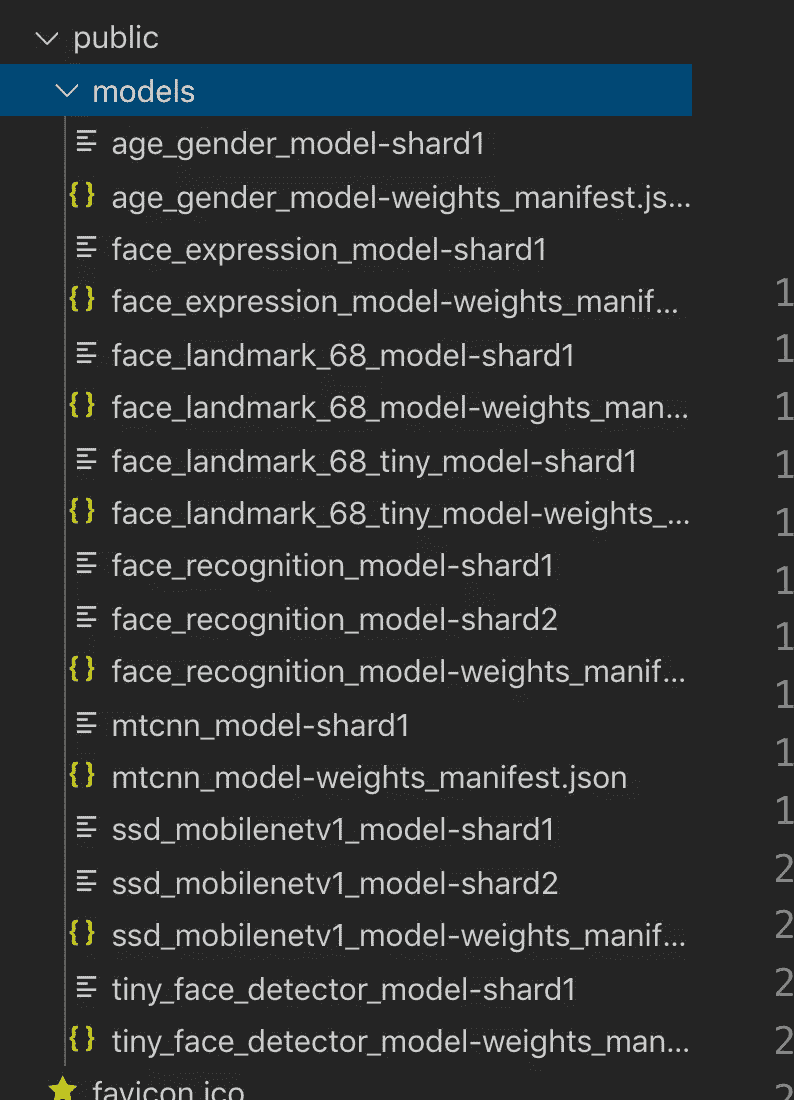 public
models
age_gender_model-shard1
age_gender_model-weights_manifest.js...
face_expression_model-shard1
face_expression_model-weights_manif...
1
face_landmark_68_model-shard1
1
face_landmark_68_model-weights_man...
1
face_landmark_68_tiny_model-shard1
1
face_landmark_68_tiny_model-weights_...
1
face_recognition_model-shard1
1
face_recognition_model-shard2
1
face_recognition_model-weights_manif...
1
mtcnn_model-shard1
1
mtcnn_model-weights_manifest.json
1
ssd_mobilenetv1_model-shard1
2
ssd_mobilenetv1_model-shard2
2
ssd_mobilenetv1_model-weights_manif...
2
tiny_face_detector_model-shard1
2
tiny_face_detector_model-weights_man...
2
favicon.ico